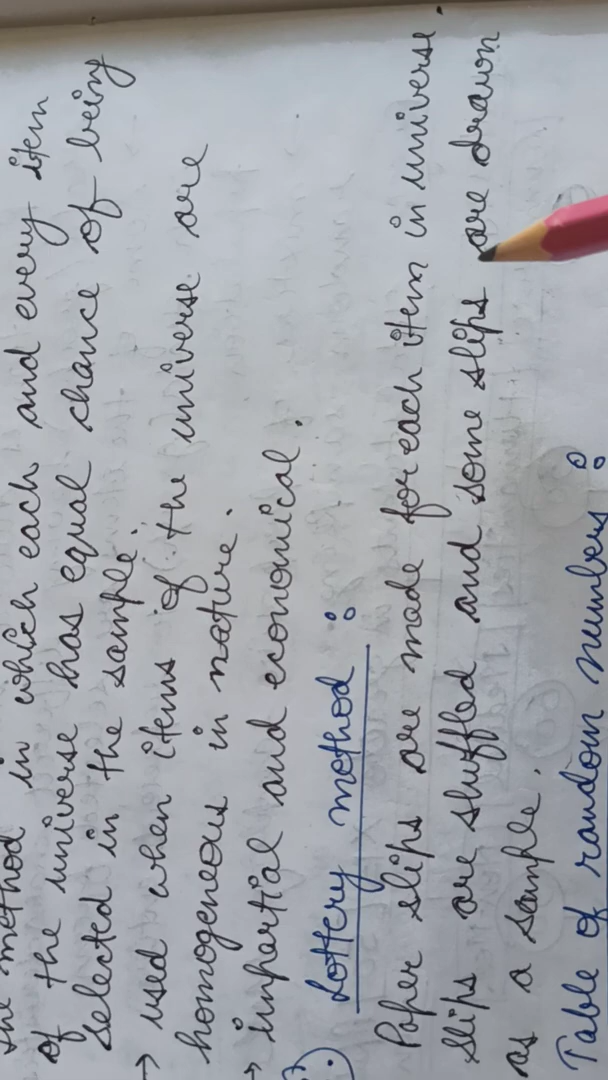 the method in which each and every item
of the universe has equal chance of being
selected in the sample.
→ used when items of the universe are
homogeneous in nature.
→ impartial and economical.
Lottery method :
Paper slips are made for each item in universe.
slips are shuffled and some slips are drawn
as a sample.
Table of random numbers :